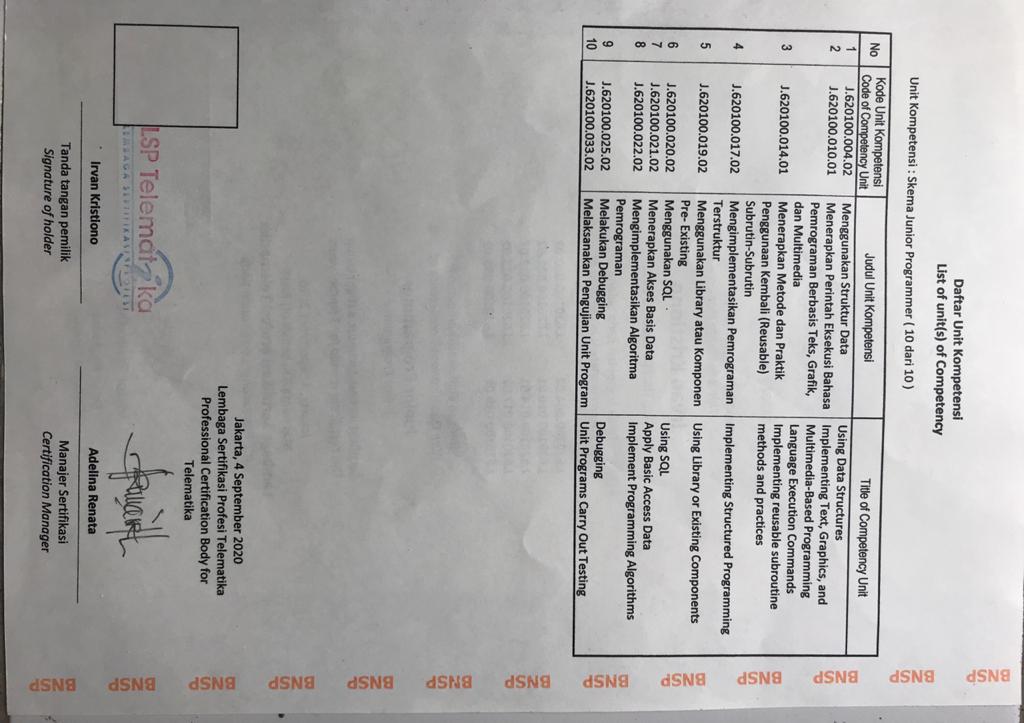 Daftar Unit Kompetensi
List of unit(s) of Competency
Unit Kompetensi : Skema Junior Programmer ( 10 dari 10 )
No
Kode Unit Kompetensi
Code of Competency Unit
Judul Unit Kompetensi
Title of Competency Unit
1 J.620100.004.02 Menggunakan Struktur Data Using Data Structures
2 J.620100.010.01 Menerapkan Perintah Eksekusi Bahasa Implementing Text, Graphics, and
Pemrograman Berbasis Teks, Grafik, Multimedia-Based Programming
dan Multimedia Language Execution Commands
3 J.620100.014.01 Menerapkan Metode dan Praktik Implementing reusable subroutine
Penggunaan Kembali (Reusable) methods and practices
Subrutin-Subrutin
4 J.620100.017.02 Mengimplementasikan Pemrograman Implementing Structured Programming
Terstruktur
5 J.620100.019.02 Menggunakan Library atau Komponen Using Library or Existing Components
Pre- Existing
6 J.620100.020.02 Menggunakan SQL Using SQL
7 J.620100.021.02 Menerapkan Akses Basis Data Apply Basic Access Data
8 J.620100.022.02 Mengimplementasikan Algoritma Implement Programming Algorithms
Pemrograman
9 J.620100.025.02 Melakukan Debugging Debugging
10 J.620100.033.02 Melaksanakan Pengujian Unit Program Unit Programs Carry Out Testing
Jakarta, 4 September 2020
Lembaga Sertifikasi Profesi Telematika
Professional Certification Body for
Telematika
LSP Telematika
LEMBAGA SERTIFIKASI PROFESI
Irvan Kristiono
Tanda tangan pemilik
Signature of holder
Adelina Renata
Manajer Sertifikasi
Certification Manager
BNSP
BNSP
BNSP
BNSP
BNSP
BNSP
BNSP
BNSP
BNSP
BNSP
BNSP
BNSP
BNSP